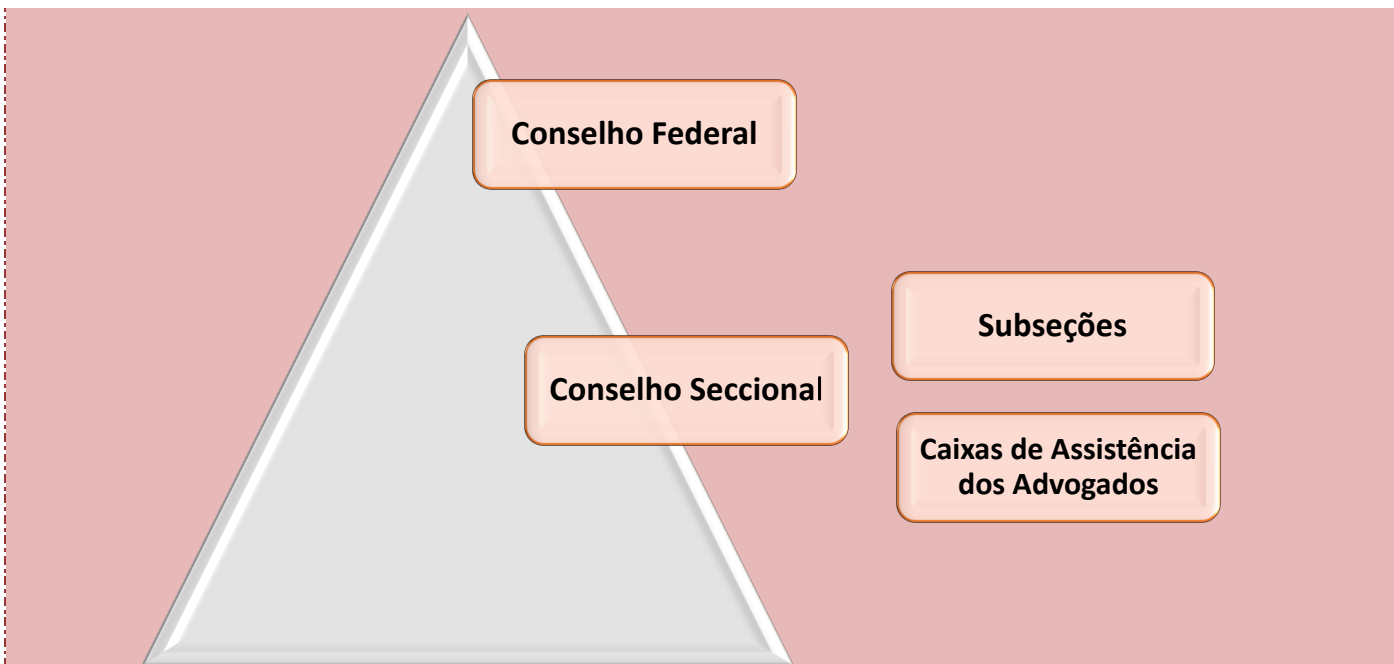 Conselho Federal
Subseções
Conselho Seccional
Caixas de Assistência
dos Advogados